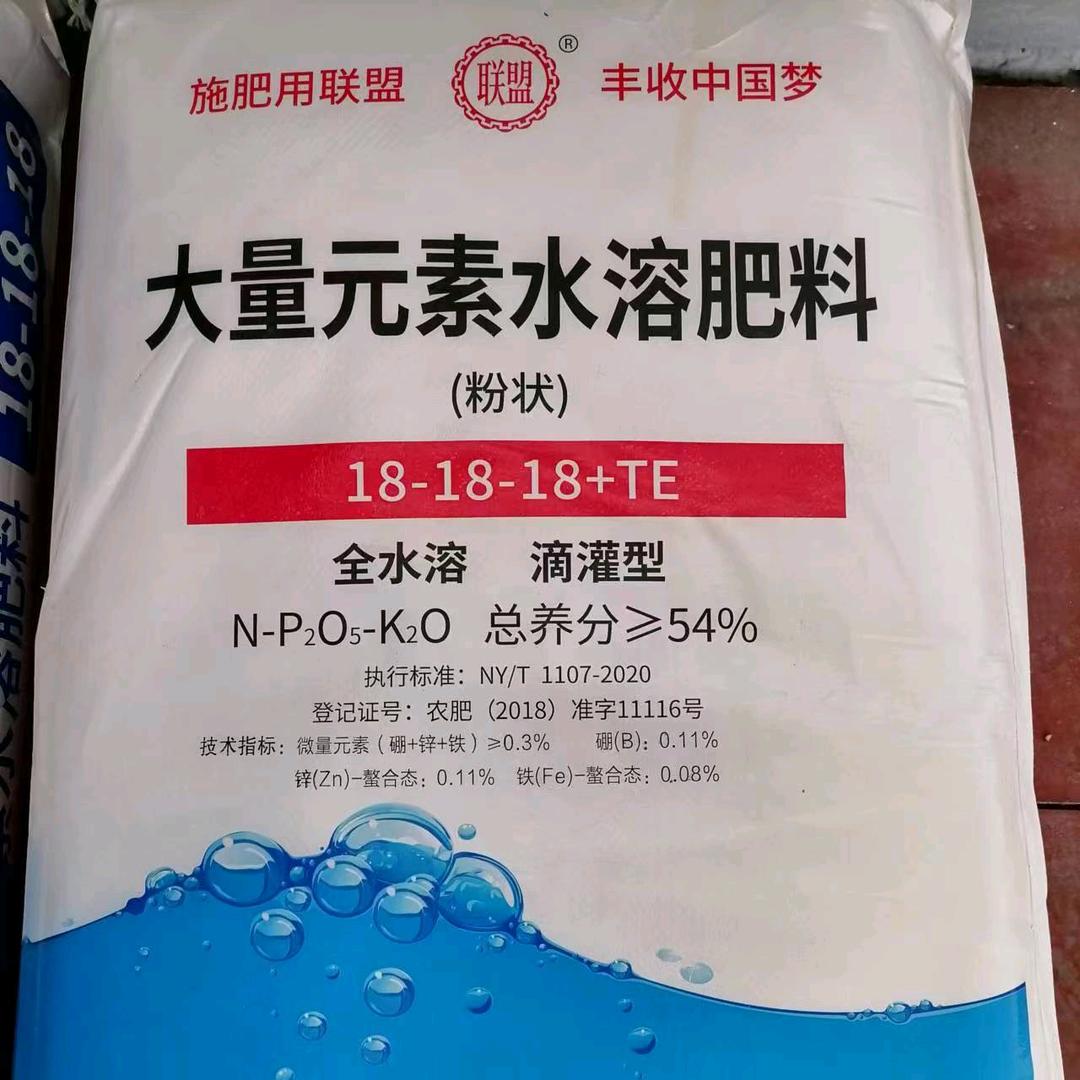 施肥用联盟 联盟® 丰收中国梦
大量元素水溶肥料
(粉状)
18-18-18+TE
全水溶 滴灌型
N-P₂O₅-K₂O 总养分≥54%
执行标准：NY/T 1107-2020
登记证号：农肥（2018）准字11116号
技术指标：微量元素（硼+锌+铁）≥0.3% 硼(B)：0.11%
锌(Zn)-螯合态：0.11% 铁(Fe)-螯合态：0.08%
18-18-18
水溶肥料